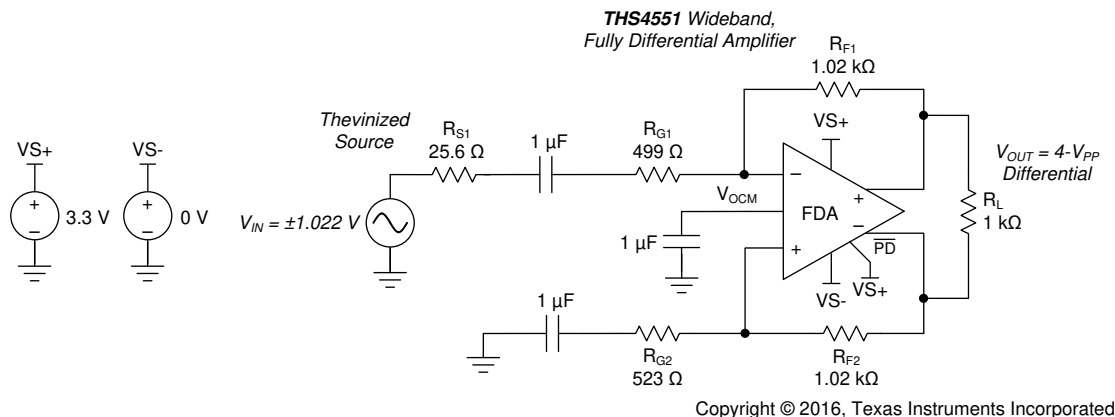 THS4551 Wideband,
Fully Differential Amplifier
RF1
1.02 kΩ
Thevinized
Source
RS1
25.6 Ω
1 µF
RG1
499 Ω
VS+
VS-
VS+
3.3 V
0 V
VIN = ±1.022 V
VOCM
FDA
VOUT = 4-VPP
Differential
RL
1 kΩ
1 µF
PD
VS-
VS+
1 µF
RG2
523 Ω
RF2
1.02 kΩ
+
−
+
−
−
+
+
−
Copyright © 2016, Texas Instruments Incorporated